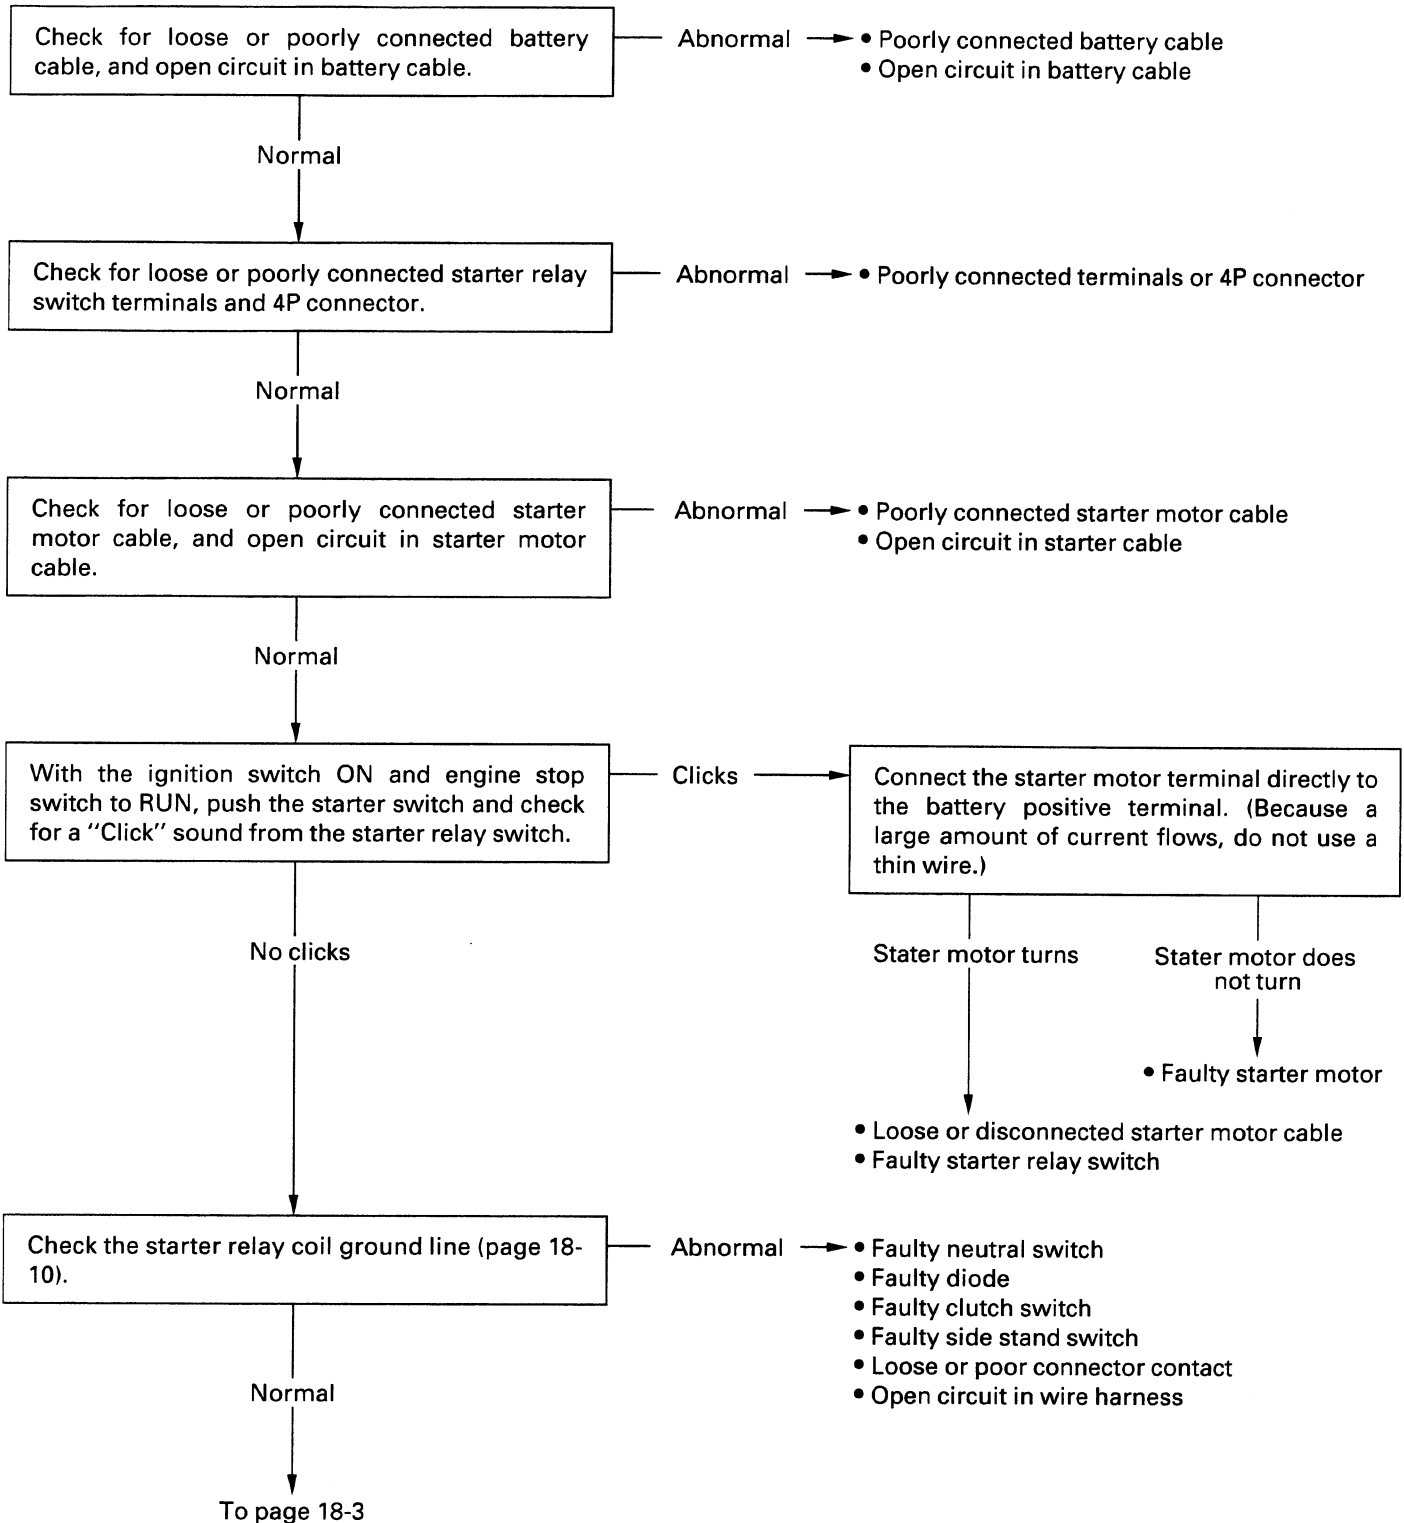 Check for loose or poorly connected battery
cable, and open circuit in battery cable.
Abnormal
• Poorly connected battery cable
• Open circuit in battery cable
Normal
Check for loose or poorly connected starter relay
switch terminals and 4P connector.
Abnormal
• Poorly connected terminals or 4P connector
Normal
Check for loose or poorly connected starter
motor cable, and open circuit in starter motor
cable.
Abnormal
• Poorly connected starter motor cable
• Open circuit in starter cable
Normal
With the ignition switch ON and engine stop
switch to RUN, push the starter switch and check
for a “Click” sound from the starter relay switch.
Clicks
Connect the starter motor terminal directly to
the battery positive terminal. (Because a
large amount of current flows, do not use a
thin wire.)
No clicks
Stater motor turns
Stater motor does
not turn
• Faulty starter motor
• Loose or disconnected starter motor cable
• Faulty starter relay switch
Check the starter relay coil ground line (page 18-
10).
Abnormal
• Faulty neutral switch
• Faulty diode
• Faulty clutch switch
• Faulty side stand switch
• Loose or poor connector contact
• Open circuit in wire harness
Normal
To page 18-3